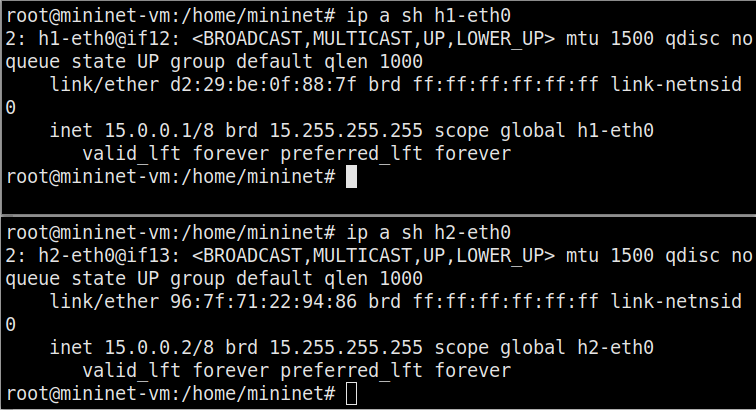 root@mininet-vm:/home/mininet# ip a sh h1-eth0
2: h1-eth0@if12: <BROADCAST,MULTICAST,UP,LOWER_UP> mtu 1500 qdisc no
queue state UP group default qlen 1000
    link/ether d2:29:be:0f:88:7f brd ff:ff:ff:ff:ff:ff link-netnsid
0
    inet 15.0.0.1/8 brd 15.255.255.255 scope global h1-eth0
       valid_lft forever preferred_lft forever
root@mininet-vm:/home/mininet#
root@mininet-vm:/home/mininet# ip a sh h2-eth0
2: h2-eth0@if13: <BROADCAST,MULTICAST,UP,LOWER_UP> mtu 1500 qdisc no
queue state UP group default qlen 1000
    link/ether 96:7f:71:22:94:86 brd ff:ff:ff:ff:ff:ff link-netnsid
0
    inet 15.0.0.2/8 brd 15.255.255.255 scope global h2-eth0
       valid_lft forever preferred_lft forever
root@mininet-vm:/home/mininet#